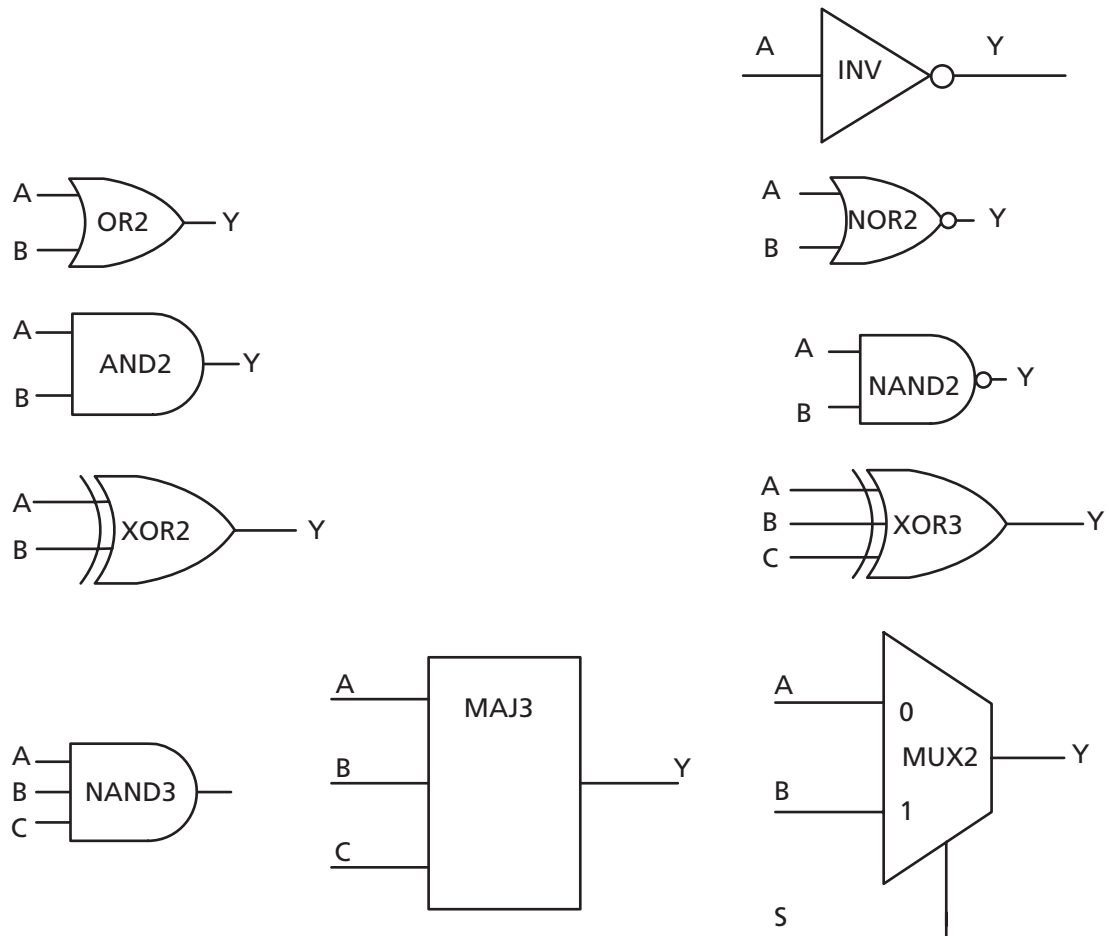 A INV Y
A OR2 Y
B
A NOR2 Y
B
A AND2 Y
B
A NAND2 Y
B
A XOR2 Y
B
A XOR3 Y
B
C
A
B NAND3
C
A MAJ3
B Y
C
A 0
MUX2 Y
B 1
S